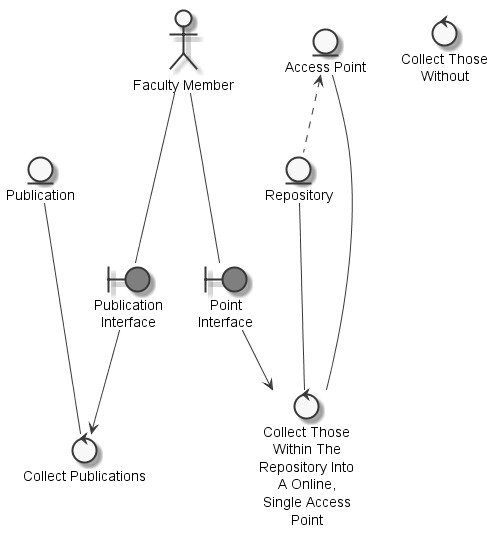 Faculty Member
Access Point
Collect Those
Without
Publication
Repository
Publication
Interface
Point
Interface
Collect Publications
Collect Those
Within The
Repository Into
A Online,
Single Access
Point